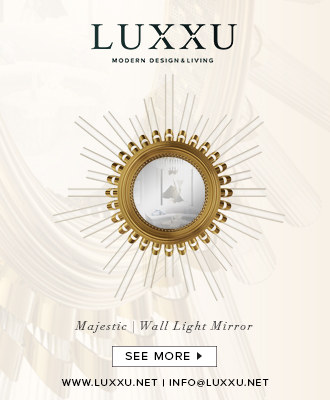 LUXXU
MODERN DESIGN & LIVING
Majestic | Wall Light Mirror
SEE MORE
WWW.LUXXU.NET | INFO@LUXXU.NET